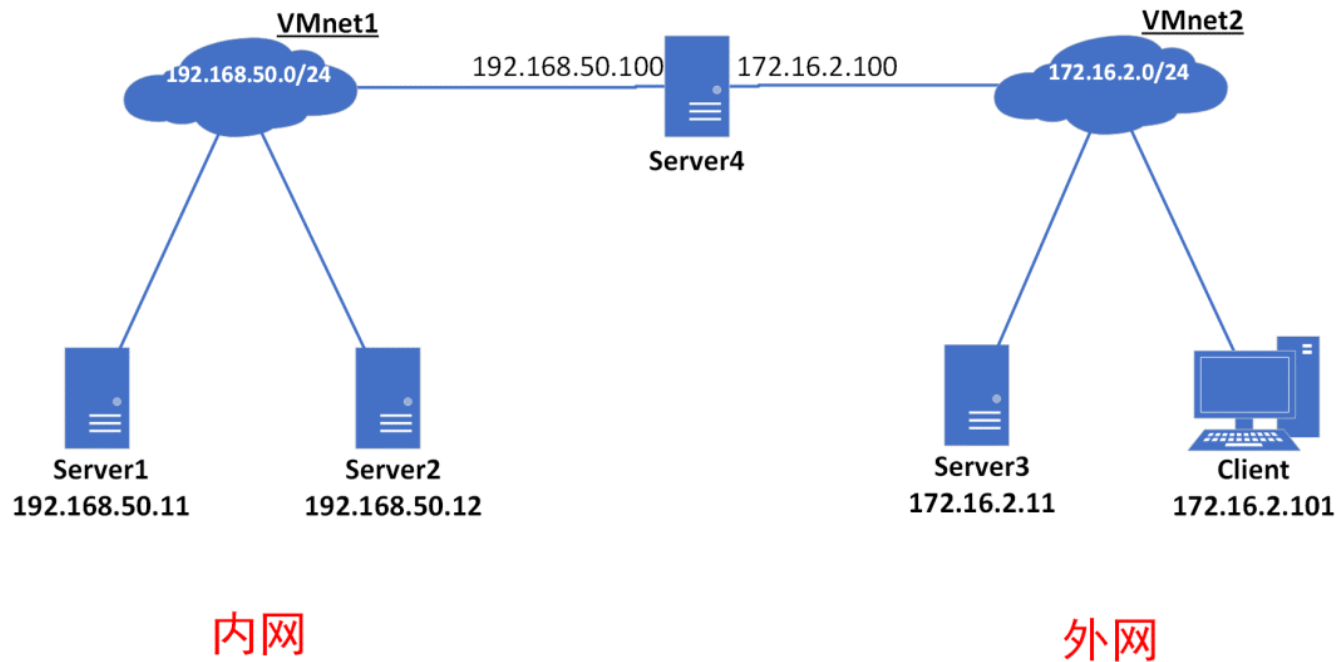 VMnet1
192.168.50.0/24
192.168.50.100
172.16.2.100
Server4
VMnet2
172.16.2.0/24
Server1
192.168.50.11
Server2
192.168.50.12
Server3
172.16.2.11
Client
172.16.2.101
内网
外网